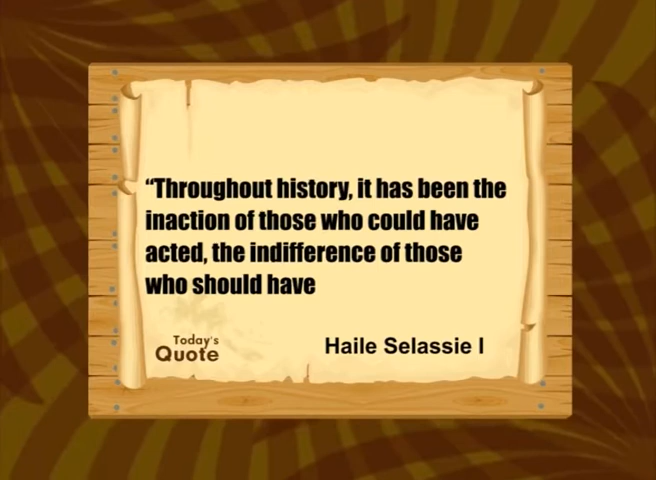 “Throughout history, it has been the
inaction of those who could have
acted, the indifference of those
who should have
Today's
Quote
Haile Selassie I